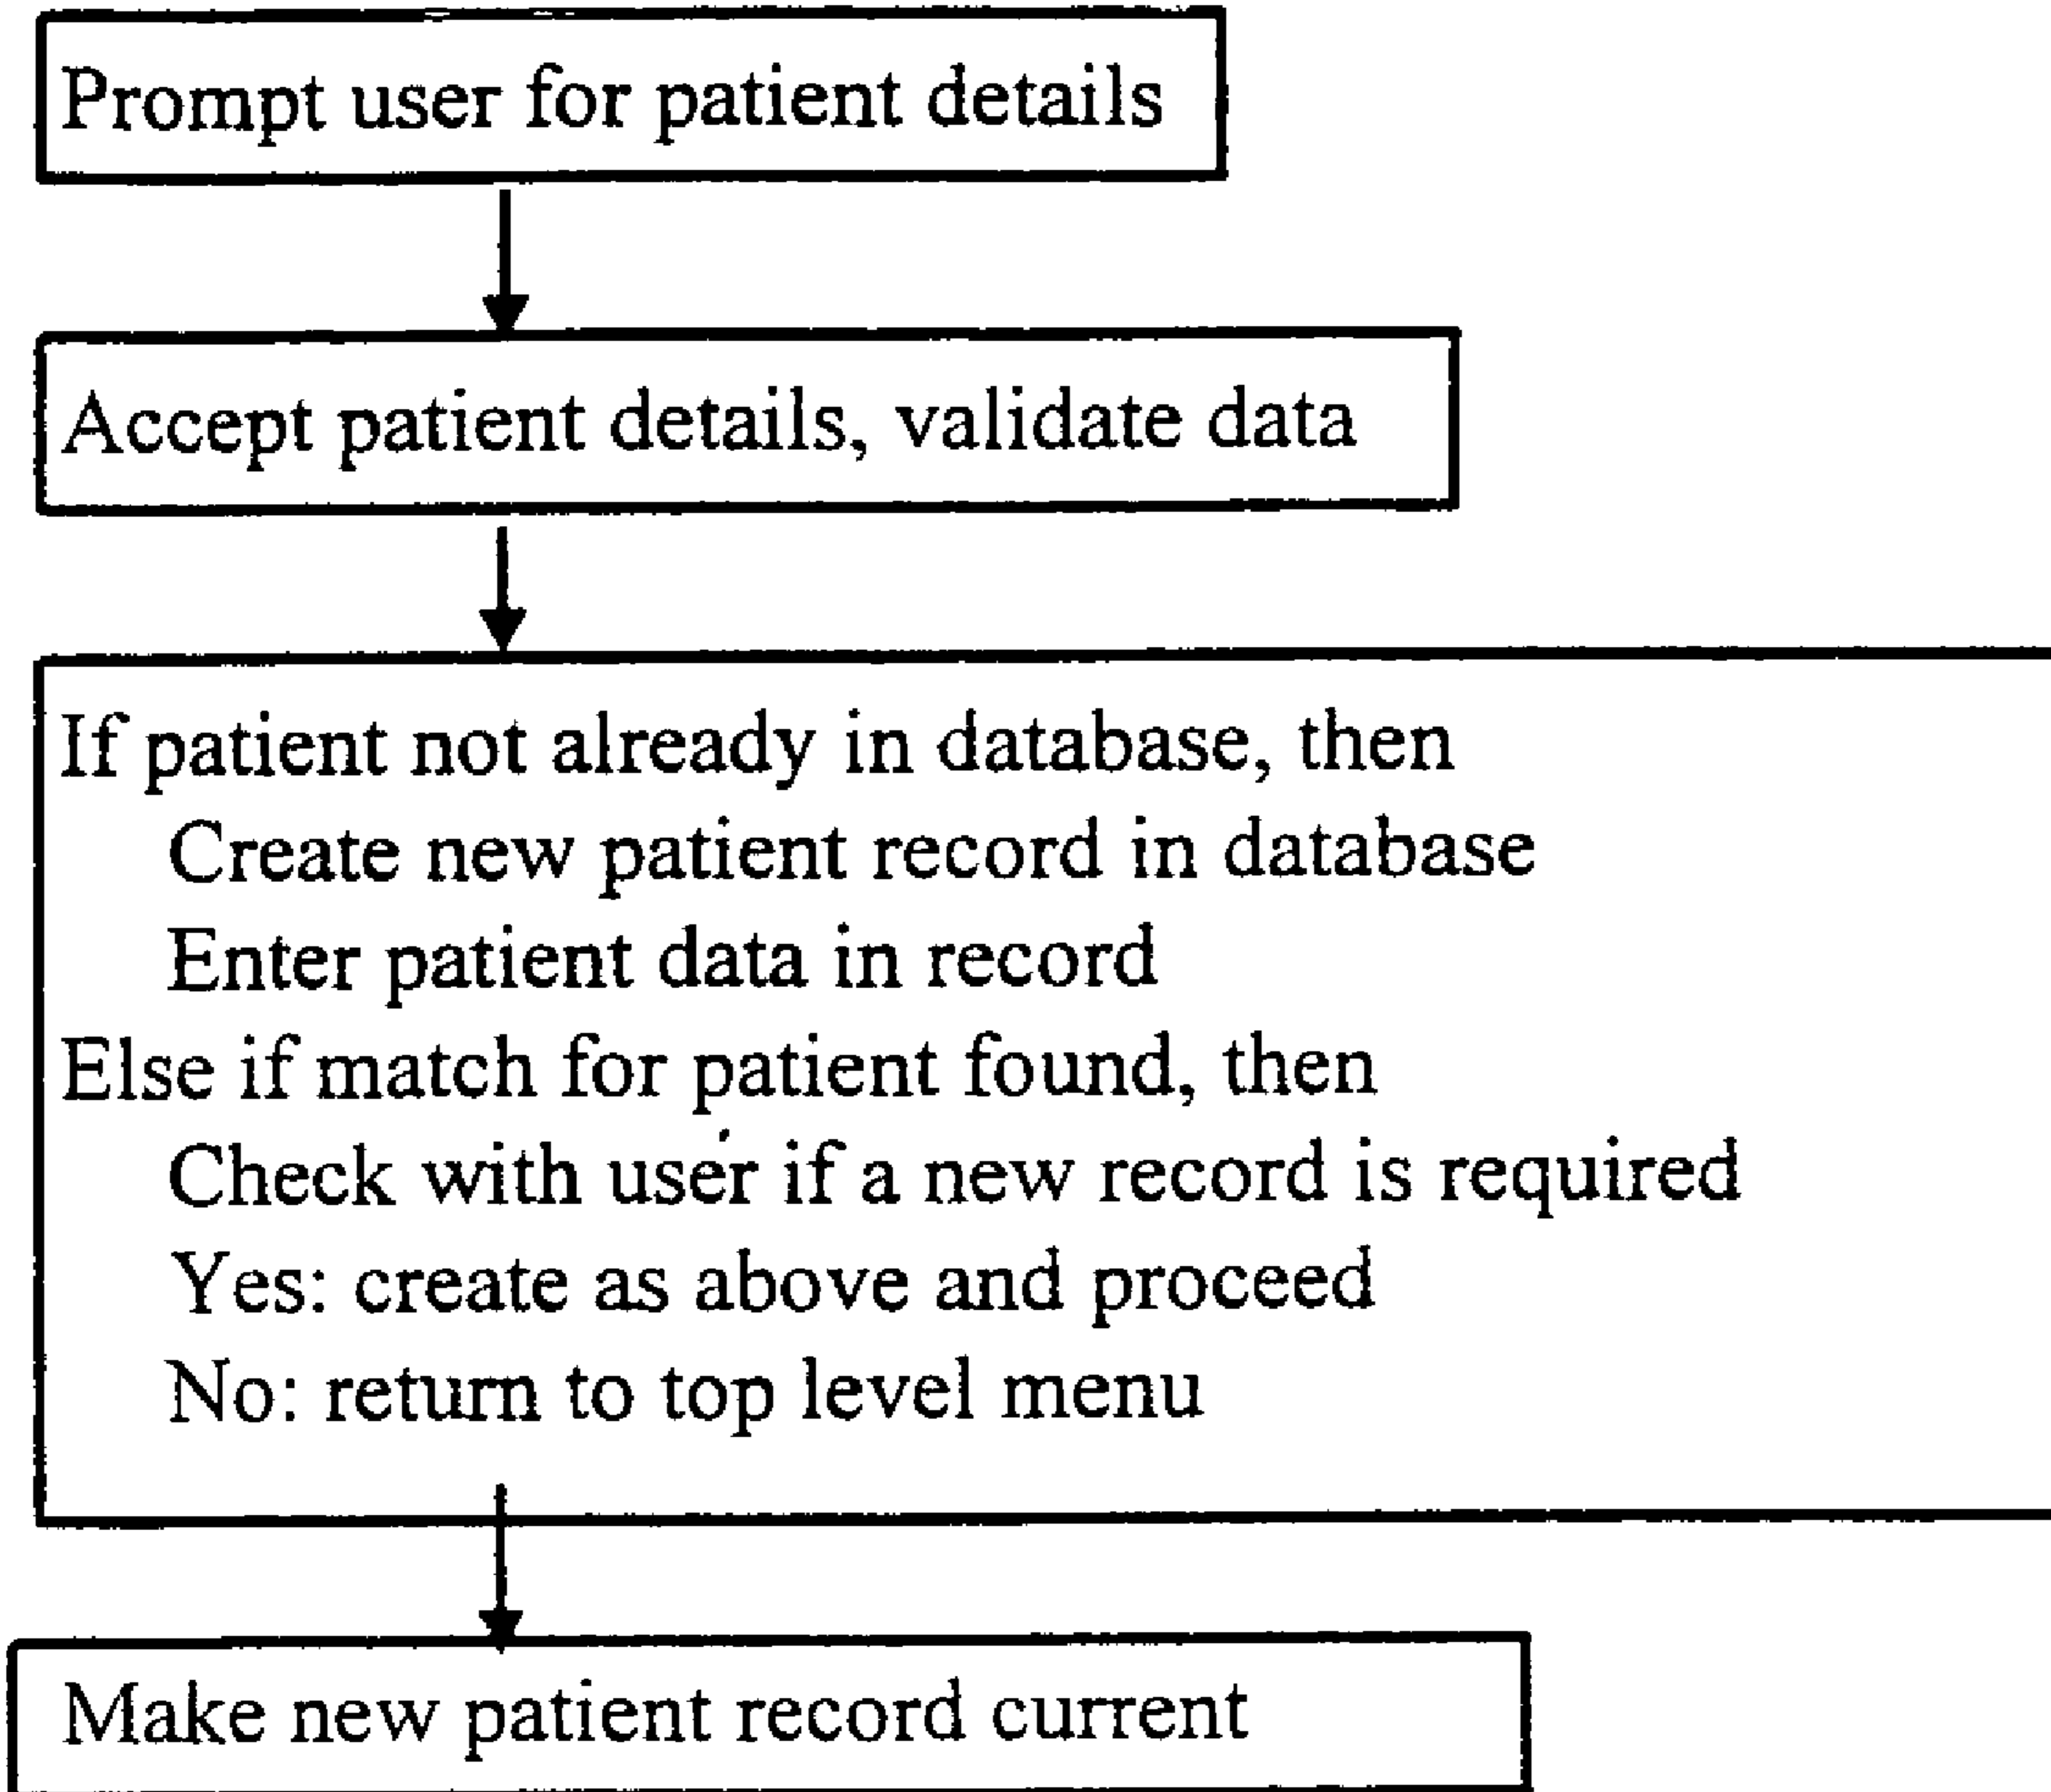 Prompt user for patient details
Accept patient details, validate data
If patient not already in database, then
Create new patient record in database
Enter patient data in record
Else if match for patient found, then
Check with user if a new record is required
Yes: create as above and proceed
No: return to top level menu
Make new patient record current